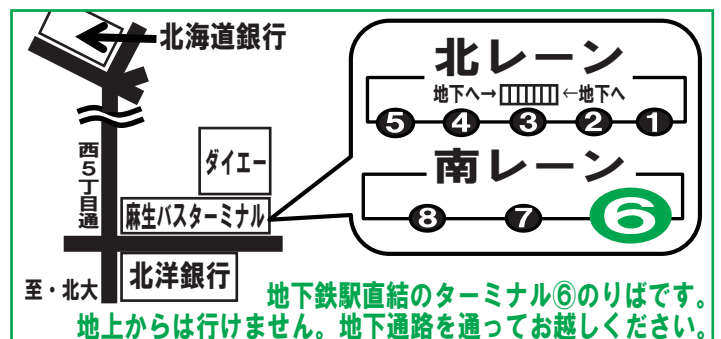 北海道銀行
北レーン
地下へ→ ←地下へ
5 4 3 2 1
南レーン
8 7 6
西5丁目通
ダイエー
麻生バスターミナル
北洋銀行
至・北大
地下鉄駅直結のターミナル⑥のりばです。
地上からは行けません。地下通路を通ってお越しください。